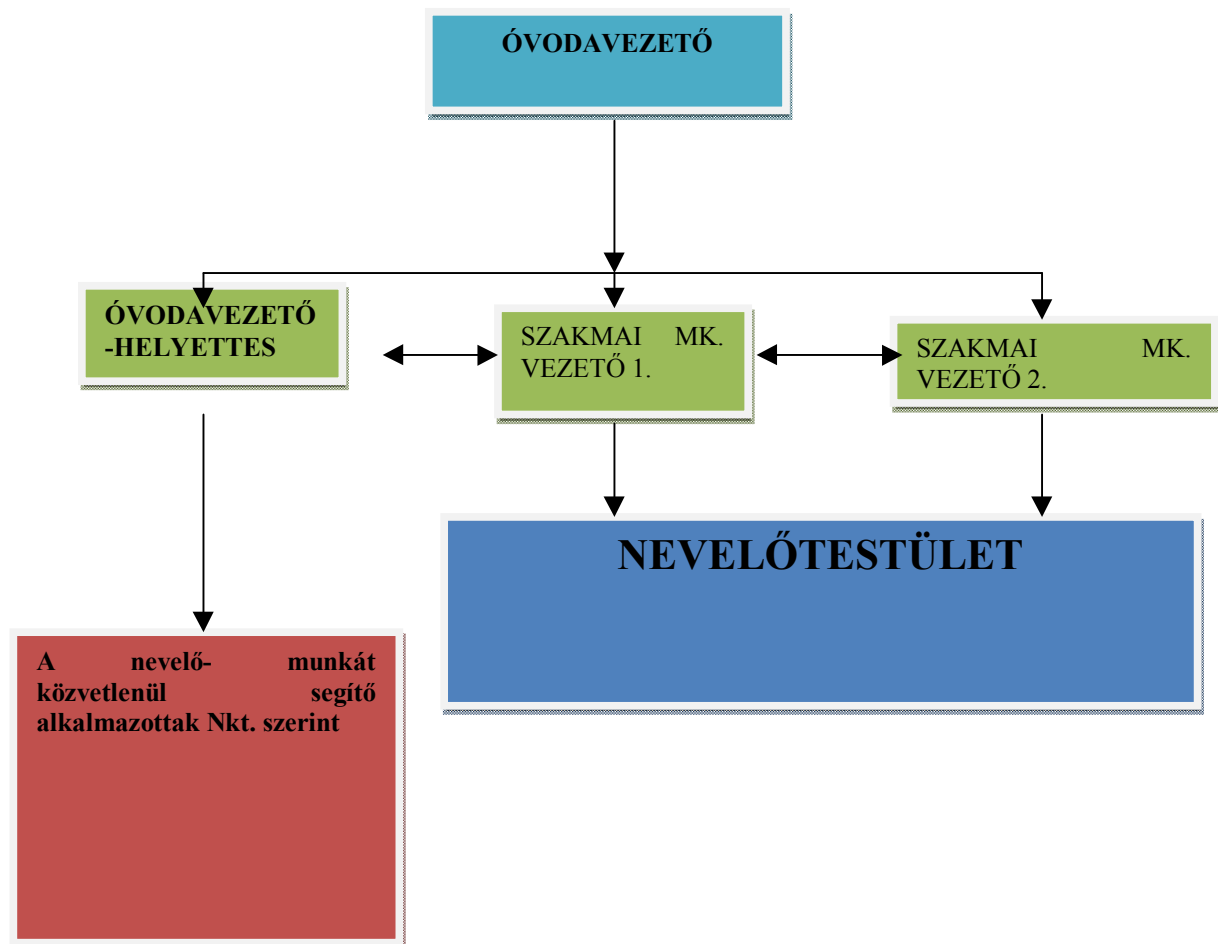 ÓVODAVEZETŐ
ÓVODAVEZETŐ
-HELYETTES
SZAKMAI MK.
VEZETŐ 1.
SZAKMAI MK.
VEZETŐ 2.
NEVELŐTESTÜLET
A nevelő- munkát
közvetlenül segítő
alkalmazottak Nkt. szerint